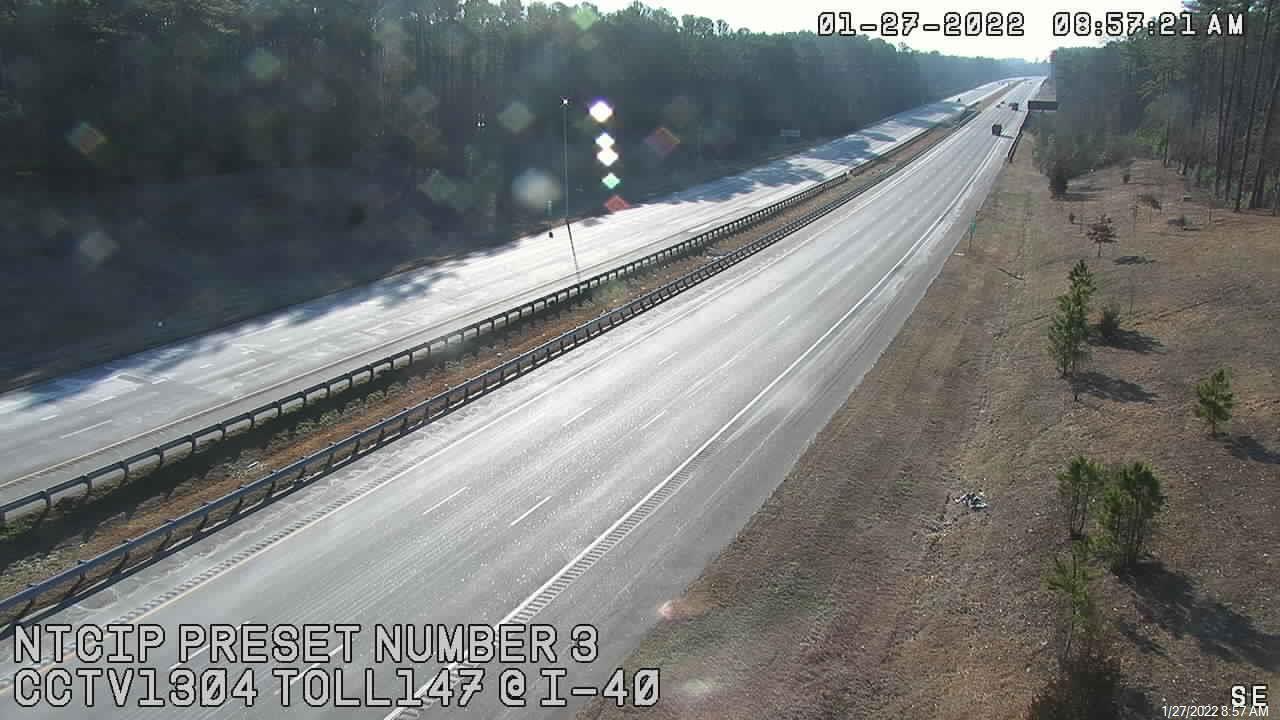 01-27-2022 08:57:21 AM
NTCIP PRESET NUMBER 3
CCTV1304 TOLL147 @ I-40
SE
1/27/2022 8:57 AM